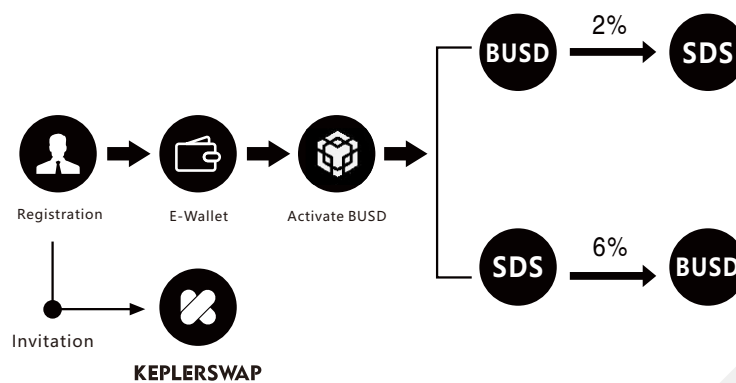 2%
BUSD
SDS
Registration
E-Wallet
Activate BUSD
6%
SDS
BUSD
Invitation
KEPLERSWAP